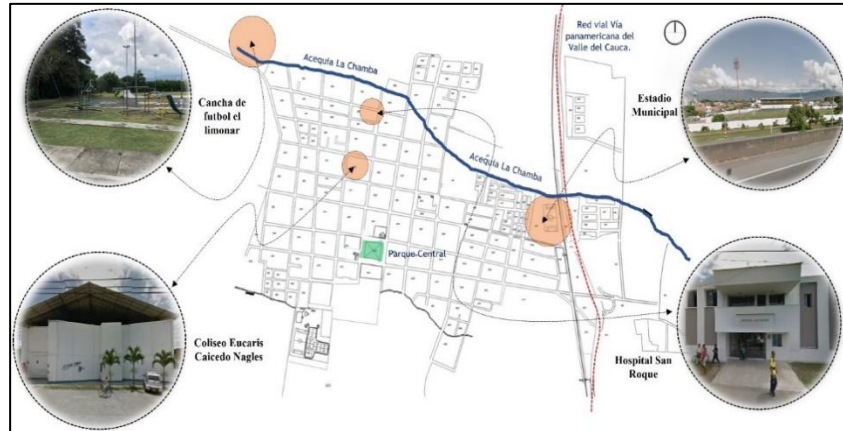 Red vial Vía
panamericana del
Valle del Cauca.
Acequia La Chamba
Cancha de
futbol el
limonar
Estadio
Municipal
Acequia La Chamba
Parque Central
Coliseo Eucaris
Caicedo Nagles
Hospital San
Roque